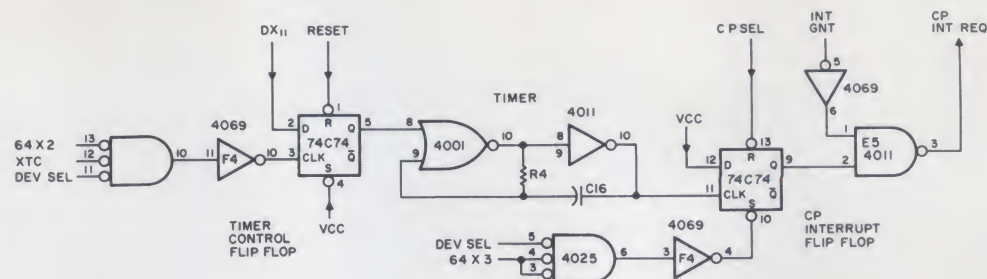 DX11
RESET
CP SEL
INT
GNT
CP
INT REQ
TIMER
64 X 2
XTC
DEV SEL
13
12
11
10
4069
11
F4
10
3
2
D
R
1
Q
5
74C74
CLK
Q̅
S
4
VCC
TIMER
CONTROL
FLIP FLOP
8
9
4001
10
R4
C16
4011
8
9
10
VCC
12
D
R
13
Q
9
74C74
11
CLK
Q̅
S
10
CP
INTERRUPT
FLIP FLOP
5
4069
6
1
2
E5
4011
3
DEV SEL
64 X 3
5
4
3
4025
6
3
F4
4069
4